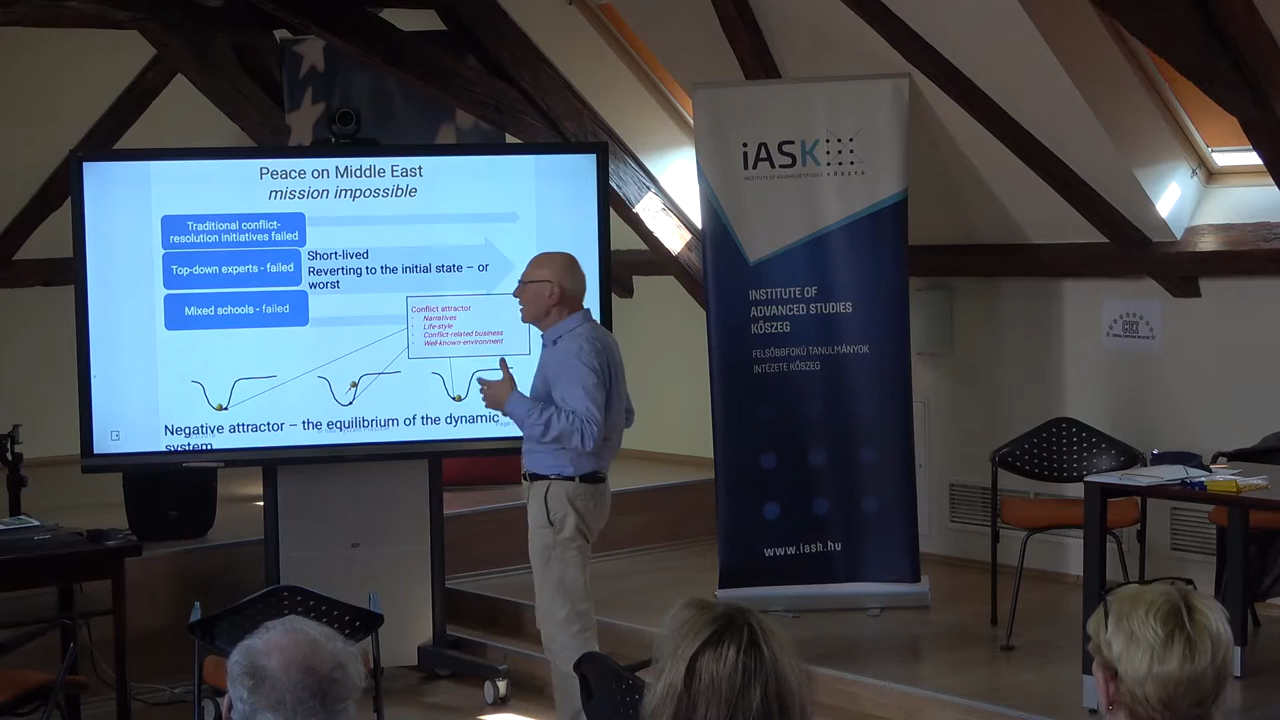 Peace on Middle East
mission impossible
Traditional conflict-
resolution initiatives failed
Top-down experts - failed
Mixed schools - failed
Short-lived
Reverting to the initial state – or
worst
Conflict attractor
Narratives
Life-style
Conflict-related business
Well-known-environment
Negative attractor – the equilibrium of the dynamic
system
iASK
INSTITUTE OF ADVANCED STUDIES KŐSZEG
INSTITUTE OF
ADVANCED STUDIES
KŐSZEG
FELSŐBBFOKÚ TANULMÁNYOK
INTÉZETE KŐSZEG
www.iask.hu
CEI